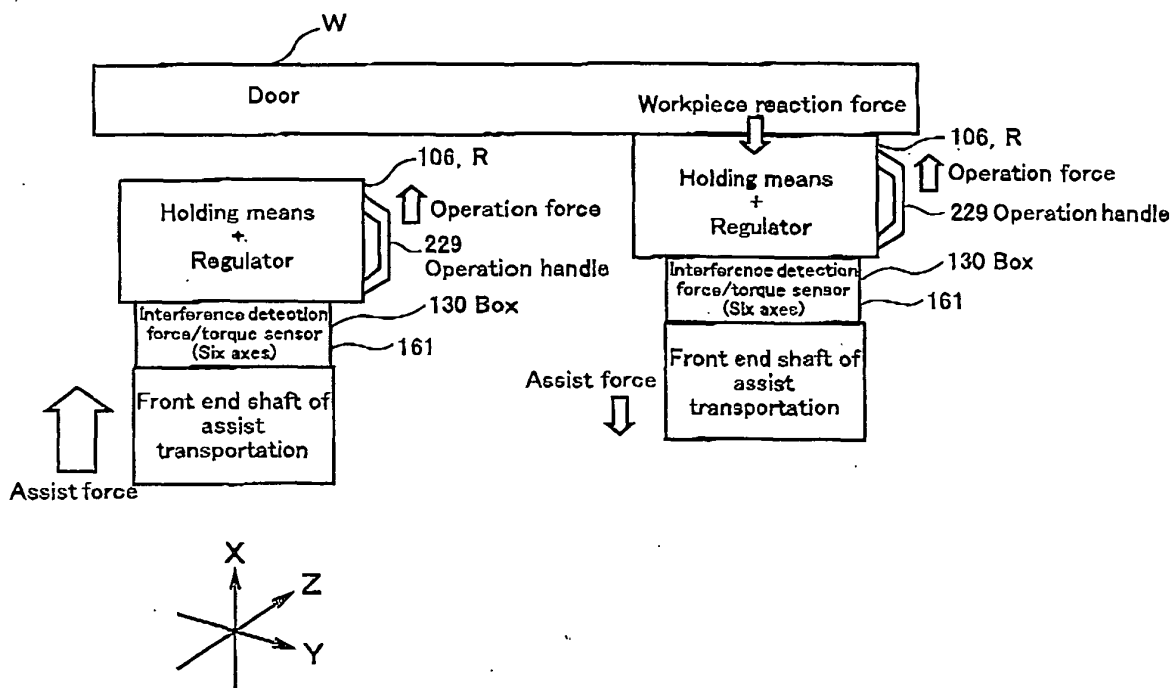 W
Door
Workpiece reaction force
106, R
Holding means
+
Regulator
Operation force
229
Operation handle
Interference detection
force/torque sensor
(Six axes)
130 Box
161
Front end shaft of
assist
transportation
Assist force
106, R
Holding means
+
Regulator
Operation force
229 Operation handle
Interference detection
force/torque sensor
(Six axes)
130 Box
161
Front end shaft of
assist
transportation
Assist force
X
Z
Y